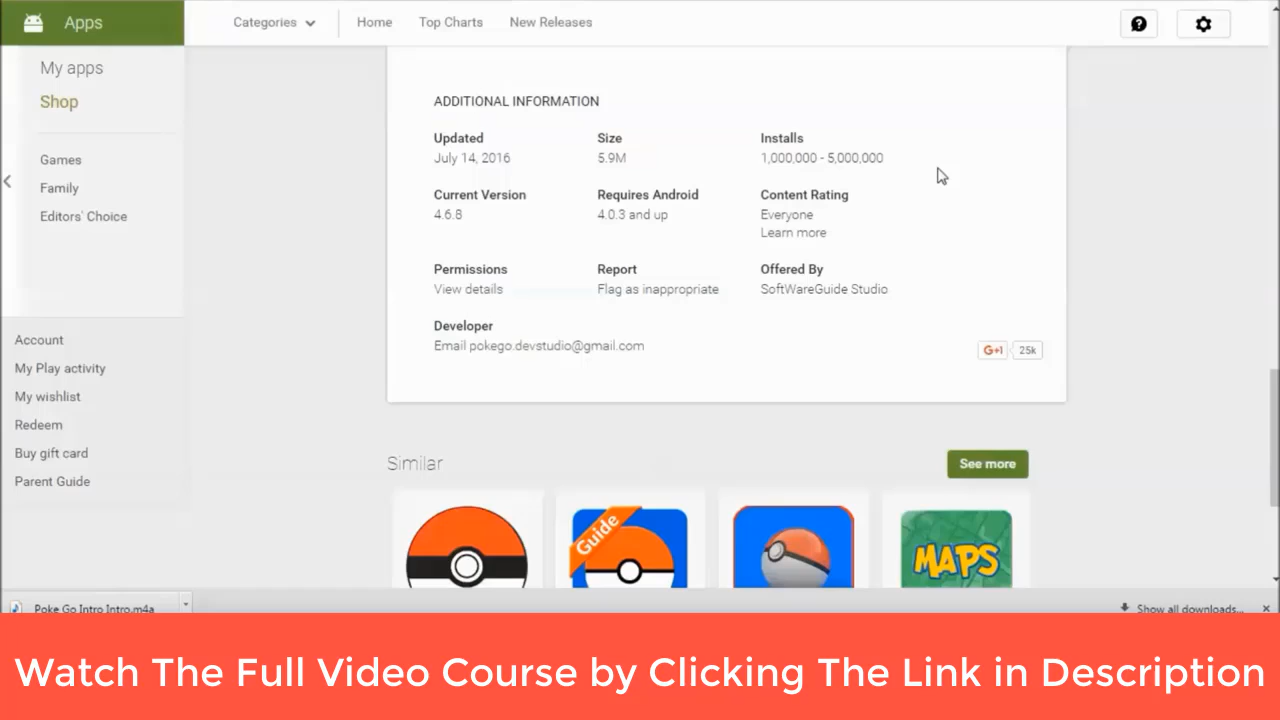 Apps
Categories
Home
Top Charts
New Releases
My apps
Shop
Games
Family
Editors' Choice
Account
My Play activity
My wishlist
Redeem
Buy gift card
Parent Guide
ADDITIONAL INFORMATION
Updated
July 14, 2016
Size
5.9M
Installs
1,000,000 - 5,000,000
Current Version
4.6.8
Requires Android
4.0.3 and up
Content Rating
Everyone
Learn more
Permissions
View details
Report
Flag as inappropriate
Offered By
SoftWareGuide Studio
Developer
Email pokego.devstudio@gmail.com
G+1
25k
Similar
See more
Guide
MAPS
Poke Go Intro Intro.m4a
Show all downloads...
Watch The Full Video Course by Clicking The Link in Description